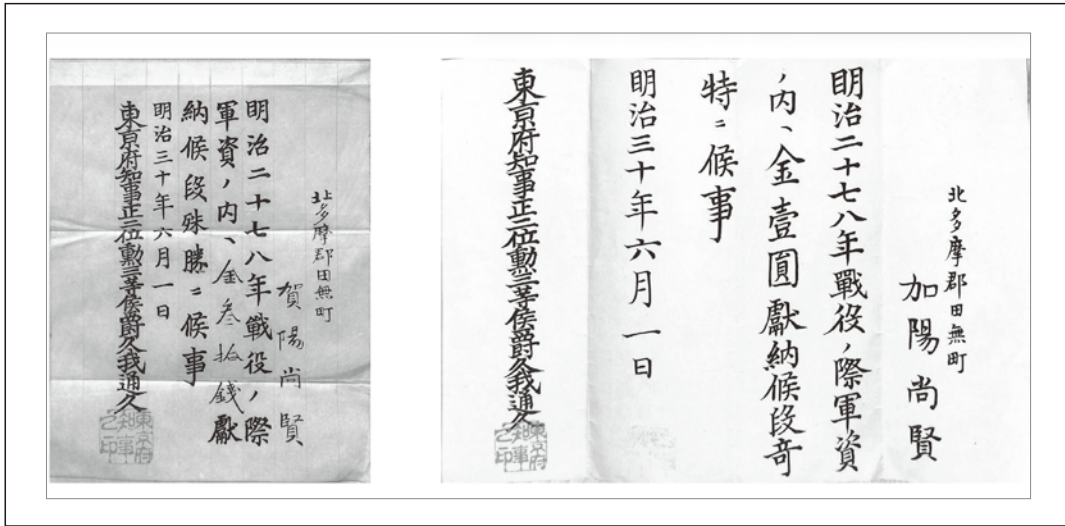 北多摩郡田無町
加陽尚賢
明治二十七八年戰役ノ際軍資
ノ内ヘ金壹圓獻納候段奇
特ニ候事
明治三十年六月一日
東京府知事正三位勳三等侯爵久我通久
東京府
知事
之印
北多摩郡田無町
賀陽尚賢
明治二十七八年戰役ノ際
軍資ノ内ヘ金叁拾錢獻
納候段殊勝ニ候事
明治三十年六月一日
東京府知事正三位勳三等侯爵久我通久
東京府
知事
之印